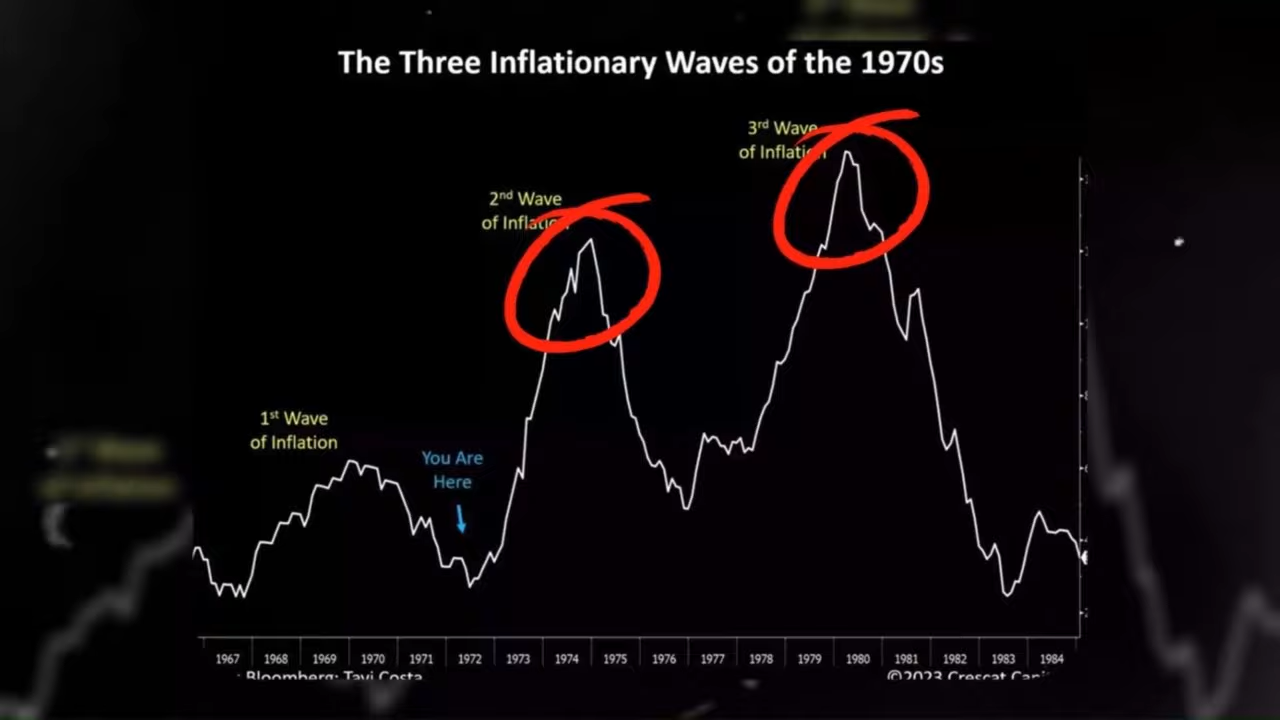 The Three Inflationary Waves of the 1970s
3rd Wave
of Inflation
2nd Wave
of Inflation
1st Wave
of Inflation
You Are
Here
1967 1968 1969 1970 1971 1972 1973 1974 1975 1976 1977 1978 1979 1980 1981 1982 1983 1984
Bloomberg; Tavi Costa
©2023 Crescat Capi